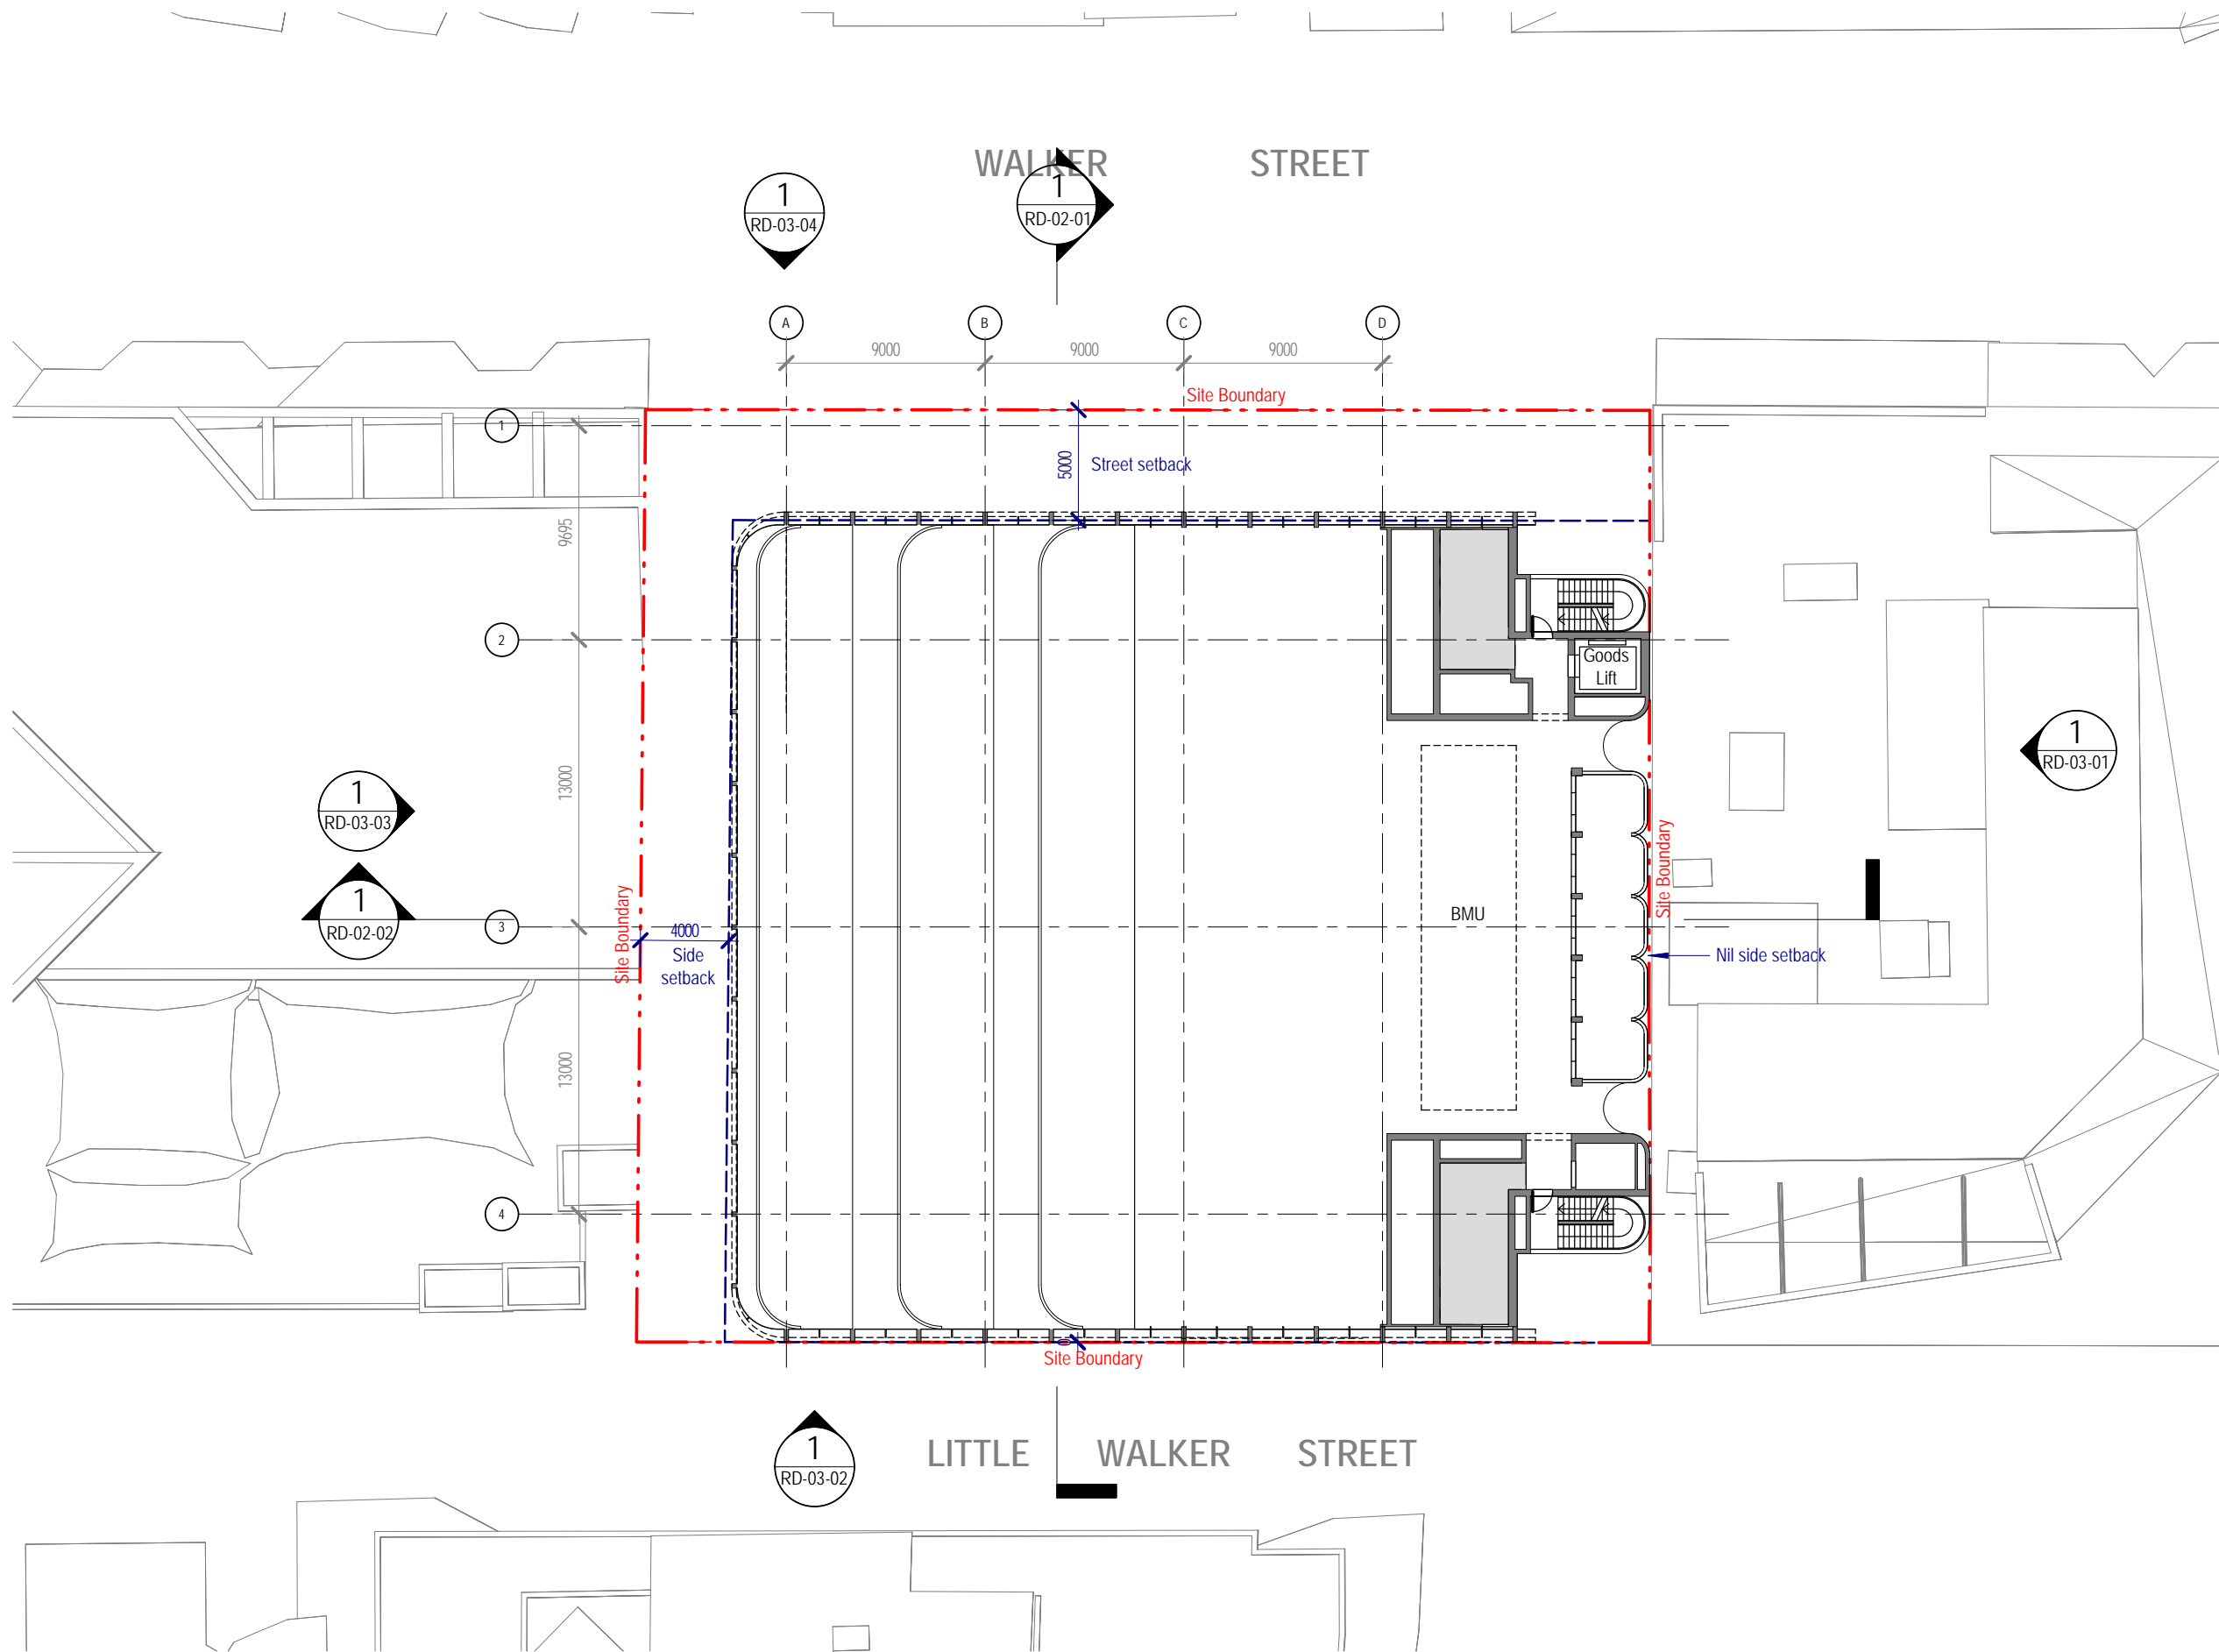 WALKER STREET
1
RD-03-04
1
RD-02-01
A
B
C
D
9000
9000
9000
Site Boundary
1
5000
Street setback
9695
2
Goods
Lift
13000
1
RD-03-03
1
RD-03-01
1
RD-02-02
3
Site Boundary
4000
Side
setback
BMU
Site Boundary
Nil side setback
13000
4
0
Site Boundary
1
RD-03-02
LITTLE WALKER STREET